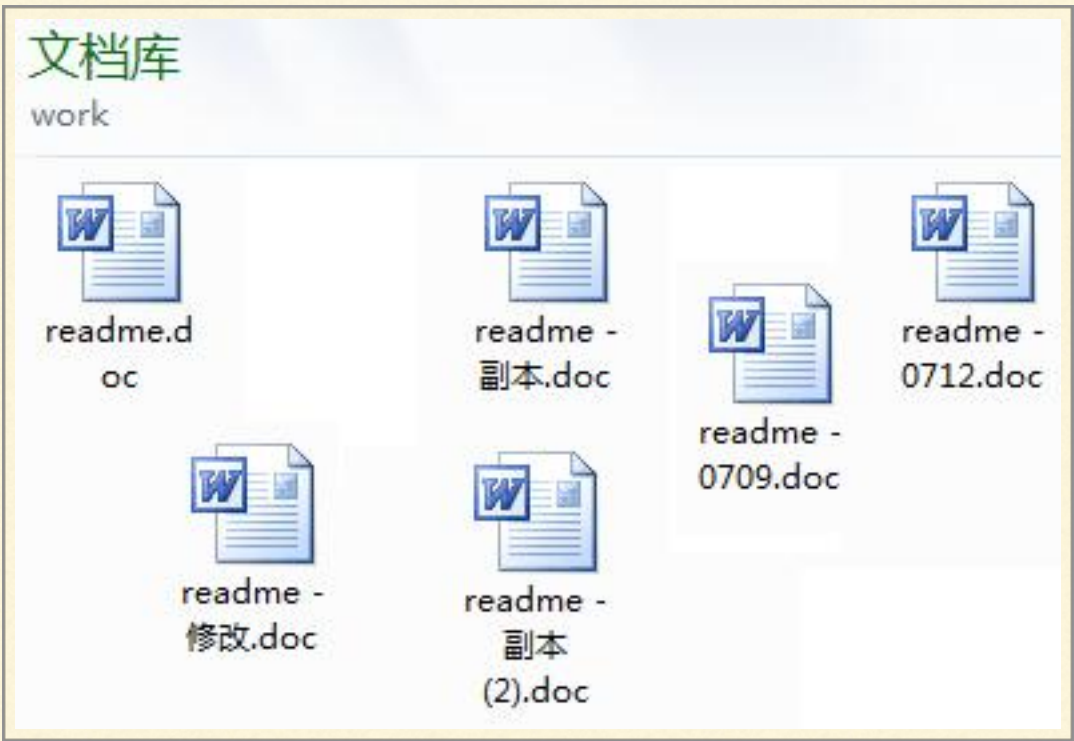 文档库
work
readme.d
oc
readme -
副本.doc
readme -
0709.doc
readme -
0712.doc
readme -
修改.doc
readme -
副本
(2).doc